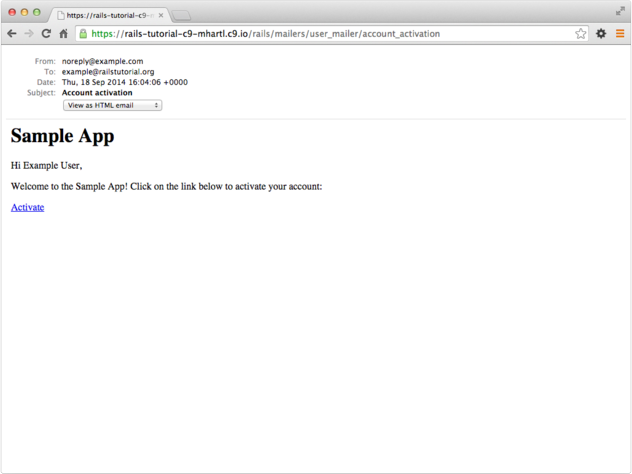 https://rails-tutorial-c9-m
https://rails-tutorial-c9-mhartl.c9.io/rails/mailers/user_mailer/account_activation
From: noreply@example.com
To: example@railstutorial.org
Date: Thu, 18 Sep 2014 16:04:06 +0000
Subject: Account activation
View as HTML email
Sample App
Hi Example User,
Welcome to the Sample App! Click on the link below to activate your account:
Activate